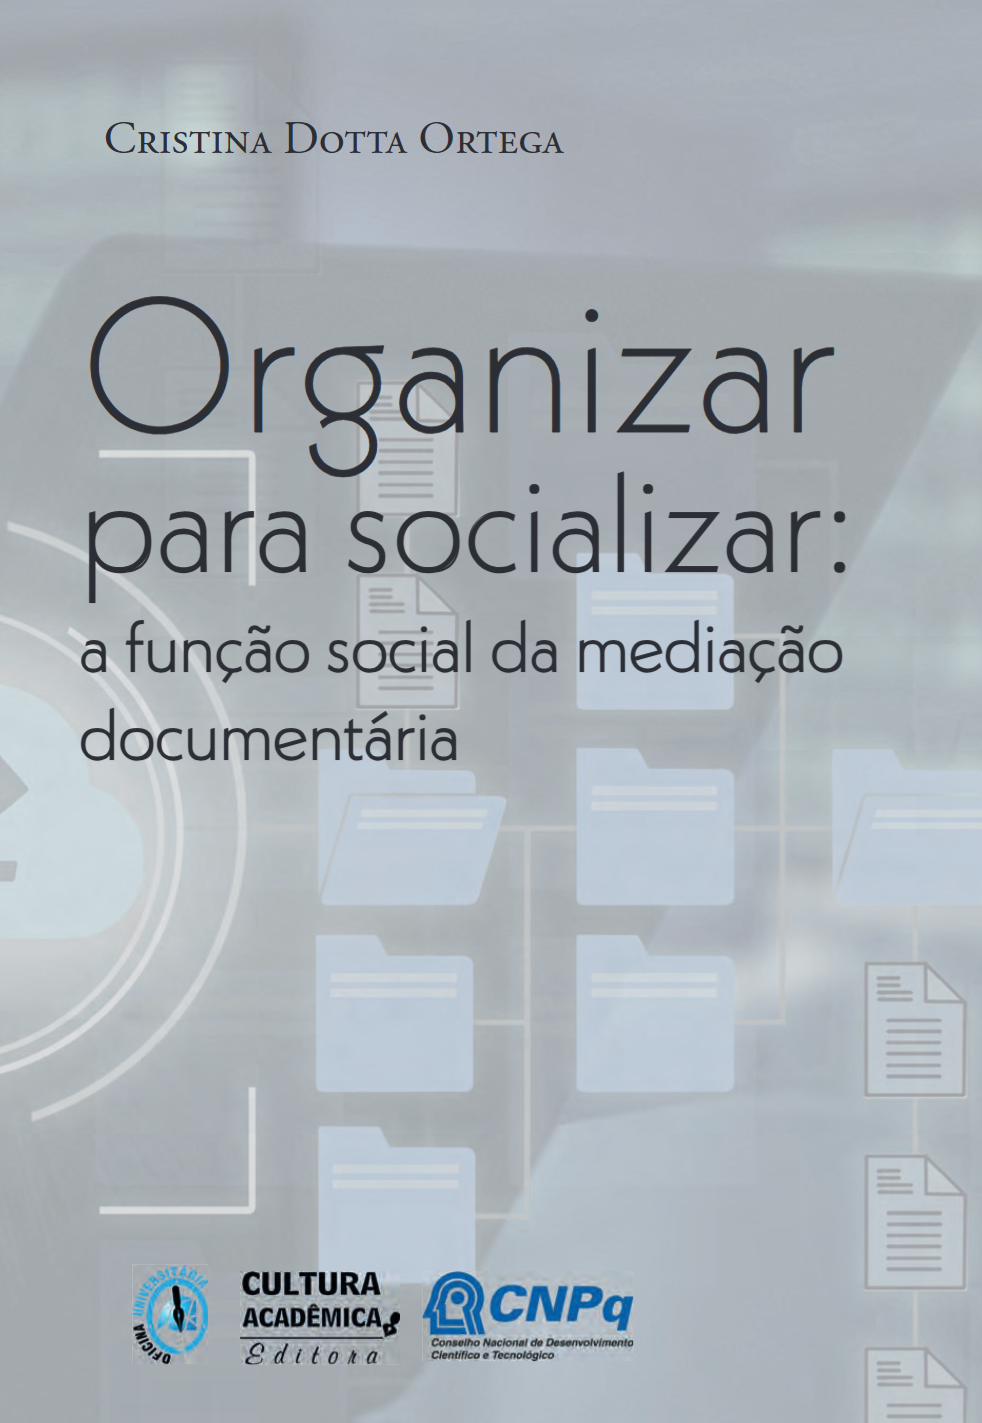 Cristina Dotta Ortega
Organizar
para socializar:
a função social da mediação
documentária
OFICINA UNIVERSITÁRIA
CULTURA
ACADÊMICA
Editora
CNPq
Conselho Nacional de Desenvolvimento
Científico e Tecnológico